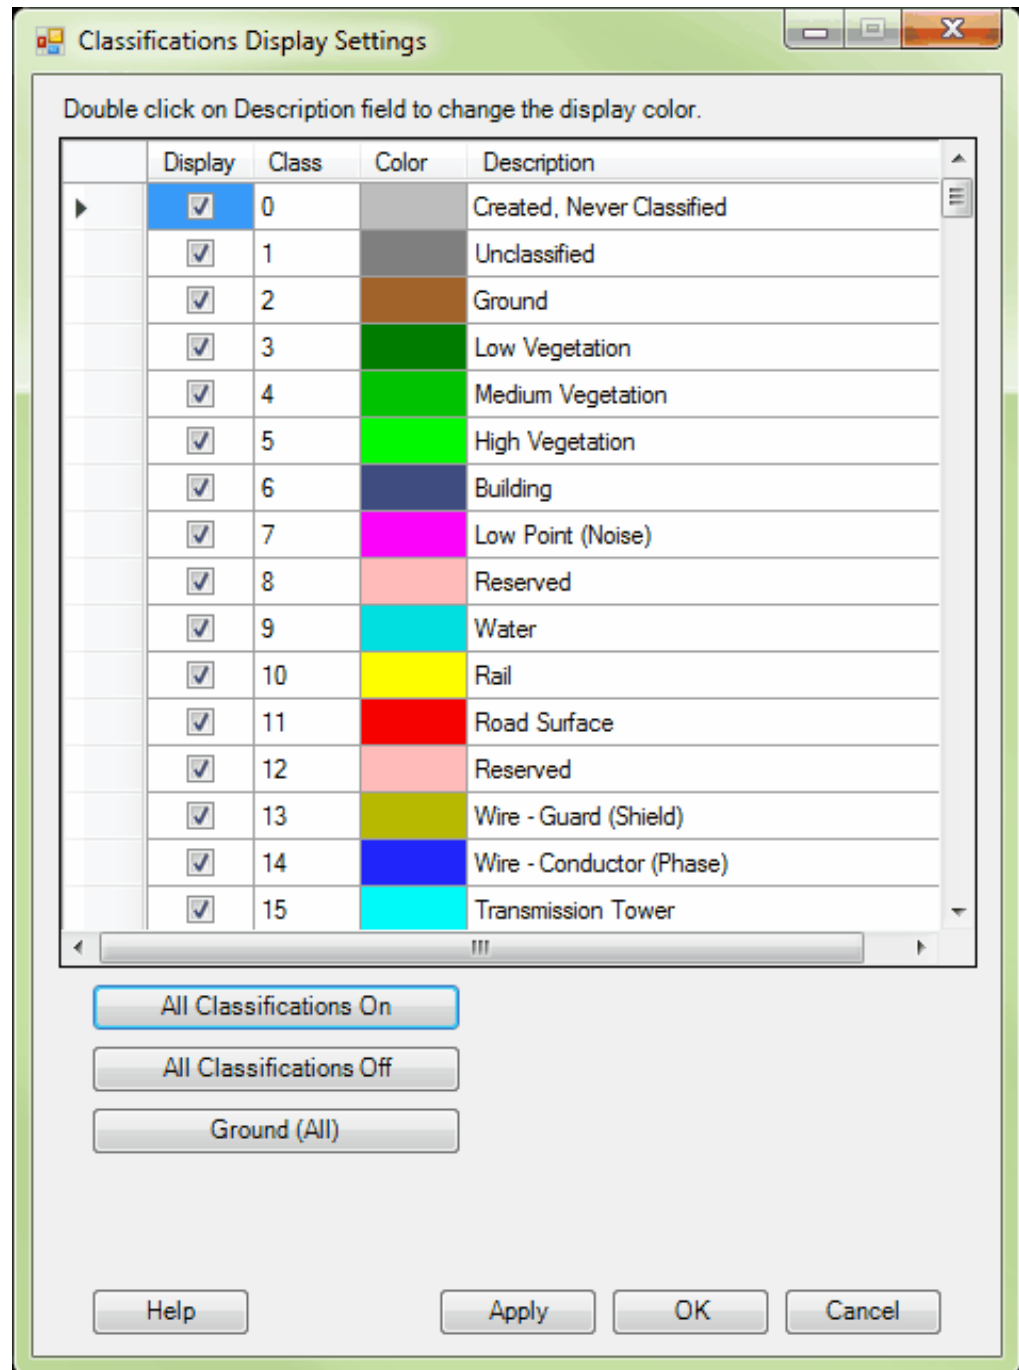 Classifications Display Settings
Double click on Description field to change the display color.
Display Class Color Description
0 Created, Never Classified
1 Unclassified
2 Ground
3 Low Vegetation
4 Medium Vegetation
5 High Vegetation
6 Building
7 Low Point (Noise)
8 Reserved
9 Water
10 Rail
11 Road Surface
12 Reserved
13 Wire - Guard (Shield)
14 Wire - Conductor (Phase)
15 Transmission Tower
All Classifications On
All Classifications Off
Ground (All)
Help Apply OK Cancel